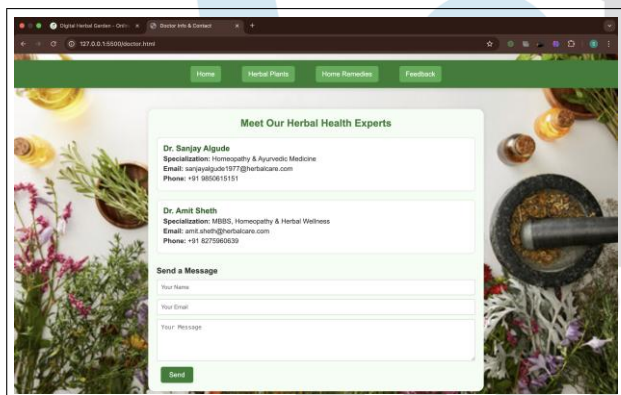 Digital Herbal Garden - Onlin
Doctor Info & Contact
127.0.0.1:5500/doctor.html
Home
Herbal Plants
Home Remedies
Feedback
Meet Our Herbal Health Experts
Dr. Sanjay Algude
Specialization: Homeopathy & Ayurvedic Medicine
Email: sanjayalgude1977@herbalcare.com
Phone: +91 9850615151
Dr. Amit Sheth
Specialization: MBBS, Homeopathy & Herbal Wellness
Email: amit.sheth@herbalcare.com
Phone: +91 8275960639
Send a Message
Your Name
Your Email
Your Message
Send